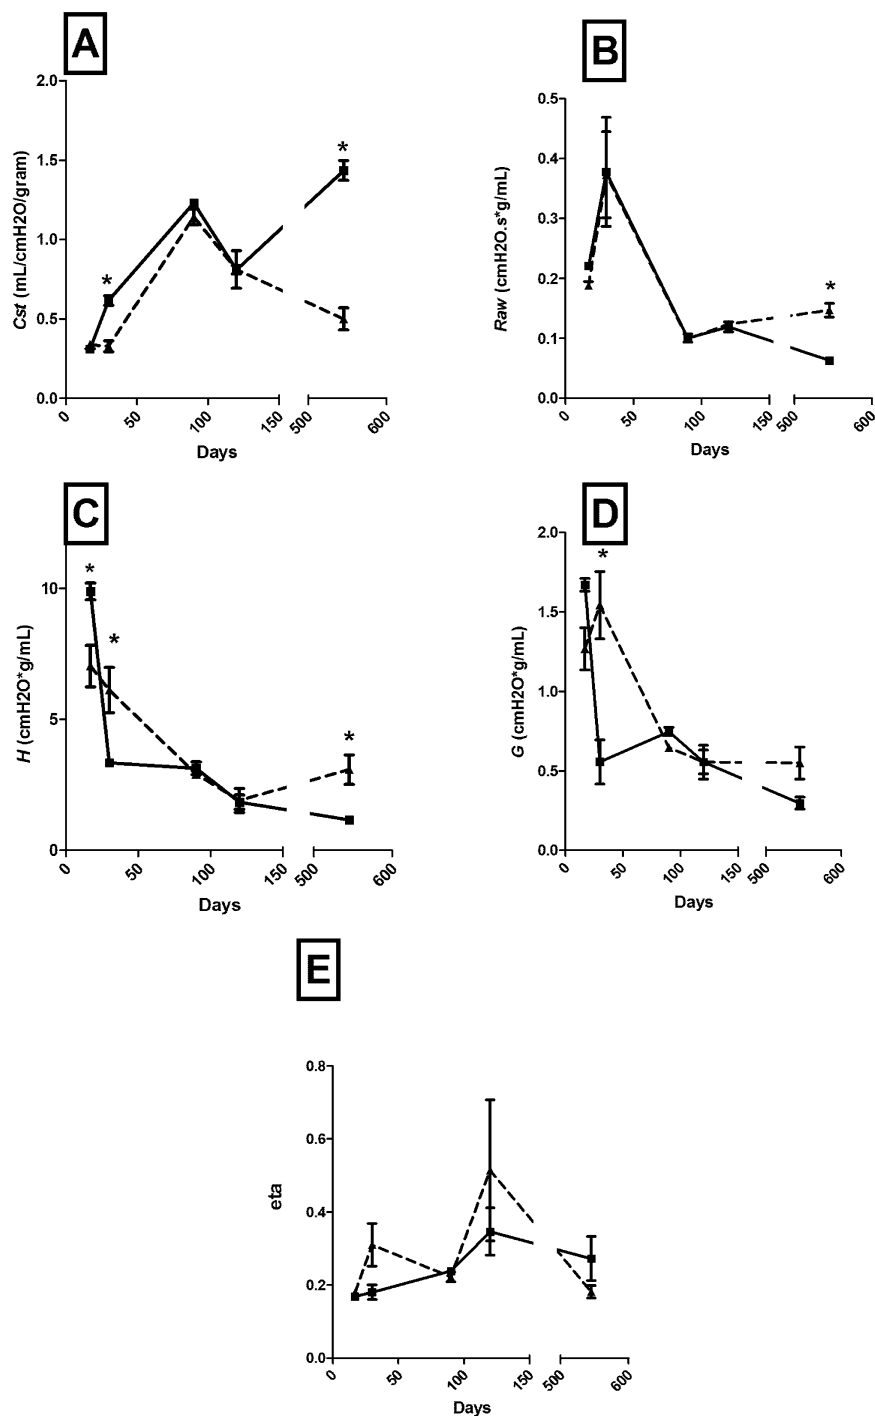 A
2.0
1.5
1.0
0.5
0.0
Cst (mL/cmH2O/gram)
*
*
0 50 100 150 500 600
Days
B
0.5
0.4
0.3
0.2
0.1
0.0
Raw (cmH2O.s*g/mL)
*
0 50 100 150 500 600
Days
C
10
5
0
H (cmH2O*g/mL)
*
*
*
0 50 100 150 500 600
Days
D
2.0
1.5
1.0
0.5
0.0
G (cmH2O*g/mL)
*
0 50 100 150 500 600
Days
E
0.8
0.6
0.4
0.2
0.0
eta
0 50 100 150 500 600
Days